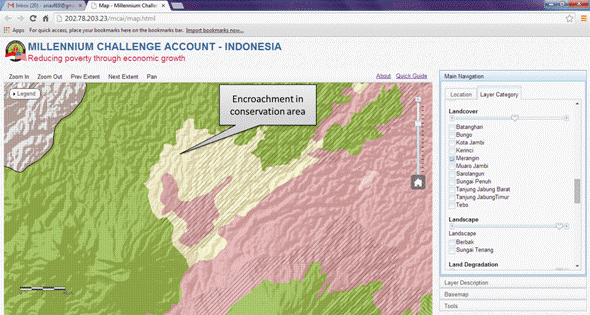 Inbox (20) - anauf69@gm
Map - Millennium Challen
202.78.203.23/mcai/map.html
Apps For quick access, place your bookmarks here on the bookmarks bar. Import bookmarks now...
MILLENNIUM CHALLENGE ACCOUNT - INDONESIA
Reducing poverty through economic growth
Zoom In Zoom Out Prev Extent Next Extent Pan About Quick Guide
Legend
Encroachment in
conservation area
Main Navigation
Location Layer Category
Landcover
Batanghari
Bungo
Kota Jambi
Kerinci
Merangin
Muaro Jambi
Sarolangun
Sungai Penuh
Tanjung Jabung Barat
Tanjung JabungTimur
Tebo
Landscape
Landscape
Berbak
Sungai Tenang
Land Degradation
Layer Description
Basemap
Tools